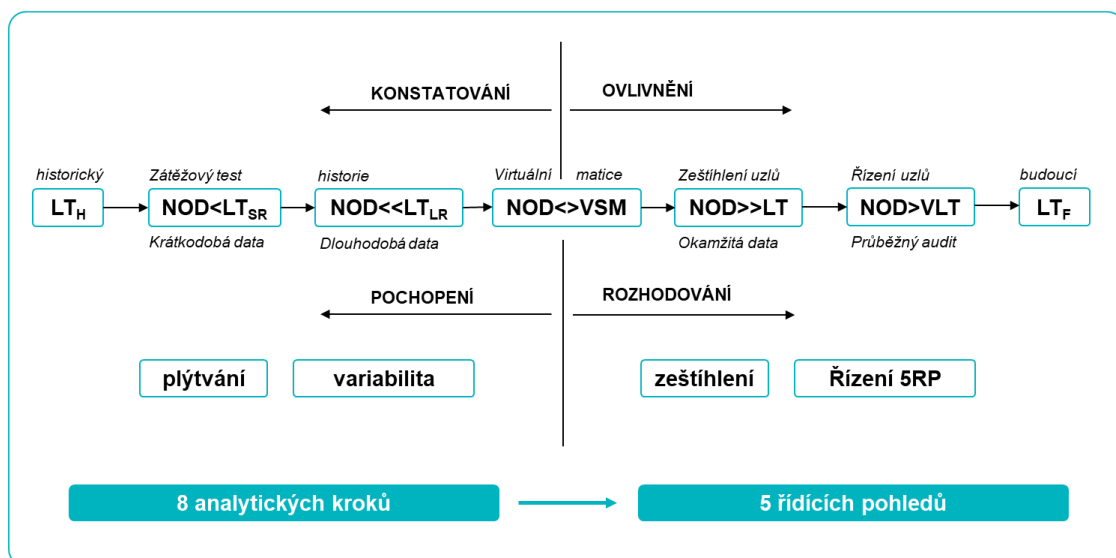 KONSTATOVÁNÍ
OVLIVNĚNÍ
historický
Zátěžový test
historie
Virtuální matice
Zeštíhlení uzlů
Řízení uzlů
budoucí
LTH
NOD<LTSR
NOD<<LTLR
NOD<>VSM
NOD>>LT
NOD>VLT
LTF
Krátkodobá data
Dlouhodobá data
Okamžitá data
Průběžný audit
POCHOPENÍ
ROZHODOVÁNÍ
plýtvání
variabilita
zeštíhlení
Řízení 5RP
8 analytických kroků
5 řídících pohledů